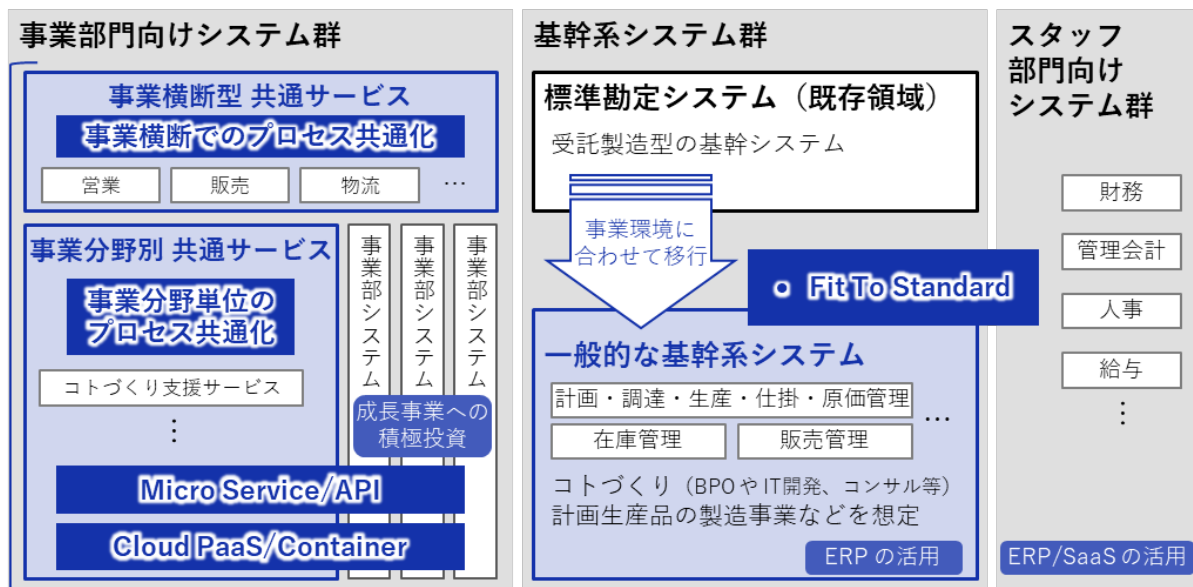 事業部門向けシステム群
事業横断型 共通サービス
事業横断でのプロセス共通化
営業
販売
物流
…
事業分野別 共通サービス
事業分野単位の
プロセス共通化
コトづくり支援サービス
⋮
事業部システム
事業部システム
事業部システム
成長事業への
積極投資
Micro Service/API
Cloud PaaS/Container
基幹系システム群
標準勘定システム（既存領域）
受託製造型の基幹システム
事業環境に
合わせて移行
• Fit To Standard
一般的な基幹系システム
計画・調達・生産・仕掛・原価管理
在庫管理
販売管理
…
コトづくり（BPOやIT開発、コンサル等）
計画生産品の製造事業などを想定
ERP の活用
スタッフ
部門向け
システム群
財務
管理会計
人事
給与
⋮
ERP/SaaS の活用